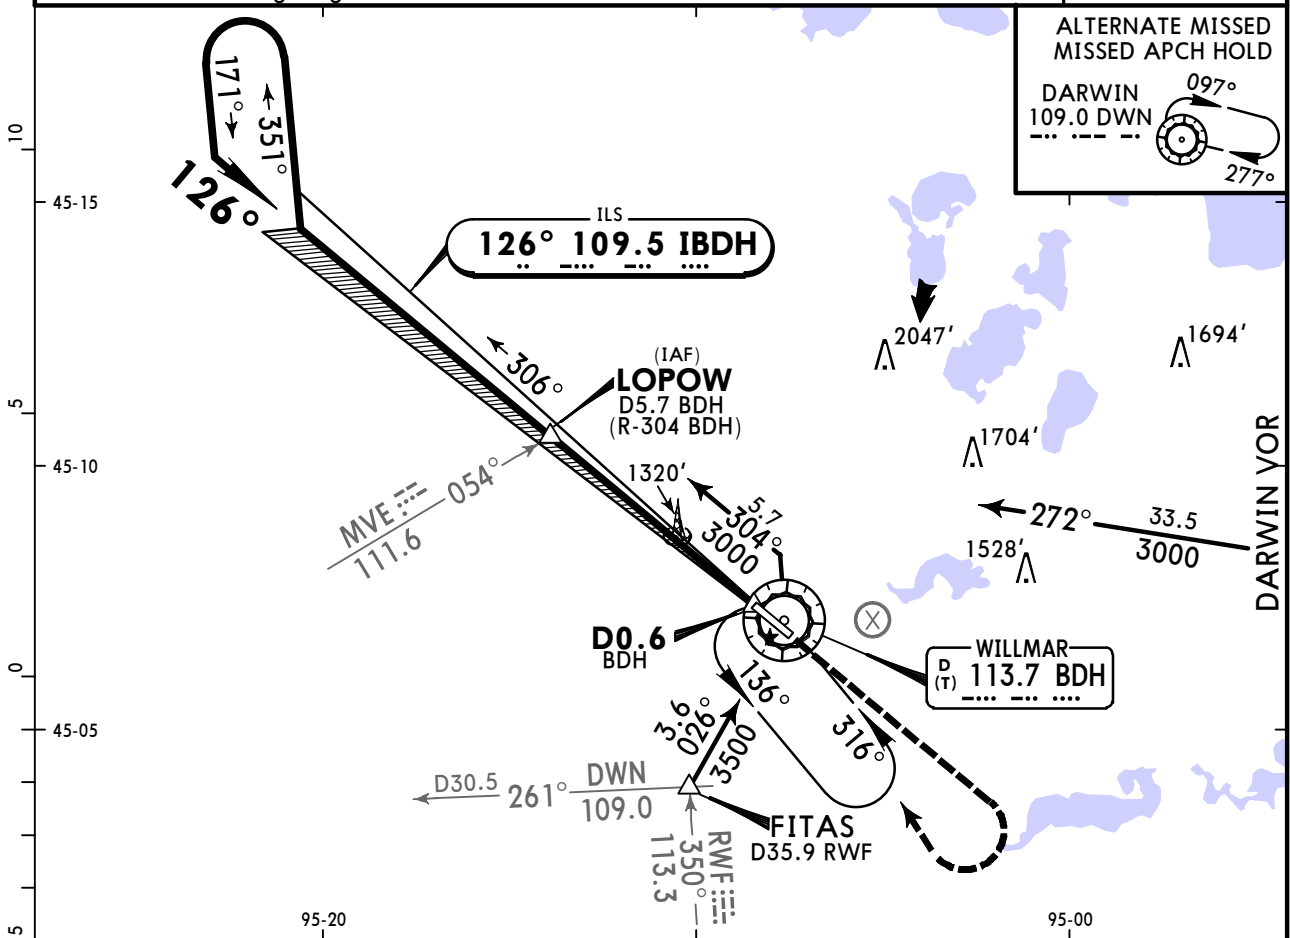 ALTERNATE MISSED
MISSED APCH HOLD
DARWIN
109.0 DWN
097°
277°
171°
351°
126°
10
45-15
ILS
126° 109.5 IBDH
2047'
1694'
306°
(IAF)
LOPOW
D5.7 BDH
(R-304 BDH)
5
45-10
1704'
DARWIN VOR
MVE
111.6
054°
1320'
5.7
304°
3000
272°
33.5
3000
1528'
X
D0.6
BDH
WILLMAR
D
(T)
113.7 BDH
0
136°
316°
45-05
3.6
026°
3500
D30.5
261°
DWN
109.0
FITAS
D35.9 RWF
RWF
350°
113.3
5
95-20
95-00